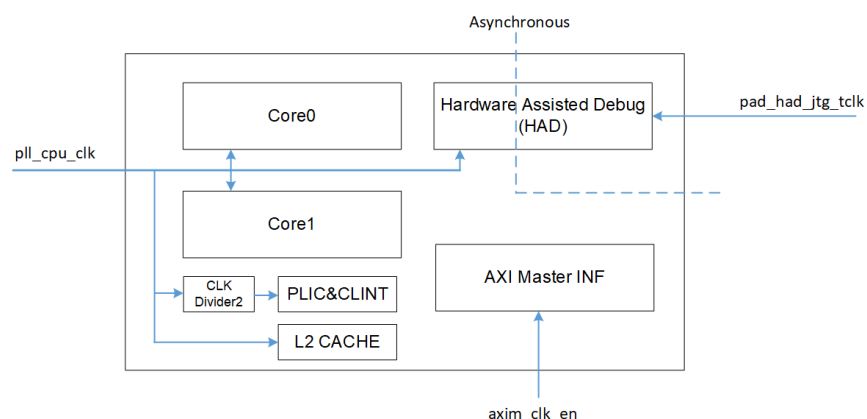 Asynchronous
Core0
Hardware Assisted Debug
(HAD)
pad_had_jtg_tclk
pll_cpu_clk
Core1
CLK
Divider2
PLIC&CLINT
AXI Master INF
L2 CACHE
axim_clk_en